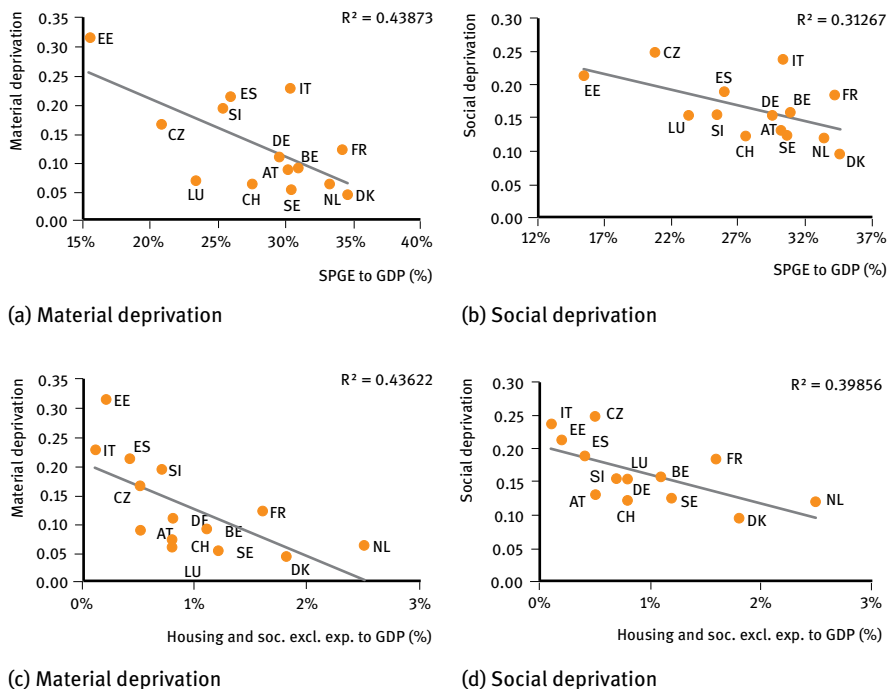 Material deprivation
0.35
0.30
0.25
0.20
0.15
0.10
0.05
0.00
R² = 0.43873
EE
IT
ES
SI
CZ
DE
FR
BE
AT
LU
CH
SE
NL
DK
15%
20%
25%
30%
35%
40%
SPGE to GDP (%)
(a) Material deprivation
Social deprivation
0.30
0.25
0.20
0.15
0.10
0.05
0.00
R² = 0.31267
CZ
IT
EE
ES
DE
BE
FR
LU
SI
AT
CH
SE
NL
DK
12%
17%
22%
27%
32%
37%
SPGE to GDP (%)
(b) Social deprivation
Material deprivation
0.35
0.30
0.25
0.20
0.15
0.10
0.05
0.00
R² = 0.43622
EE
IT
ES
SI
CZ
DE
FR
AT
BE
CH
SE
NL
LU
DK
0%
1%
2%
3%
Housing and soc. excl. exp. to GDP (%)
(c) Material deprivation
Social deprivation
0.30
0.25
0.20
0.15
0.10
0.05
0.00
R² = 0.39856
IT
CZ
EE
ES
LU
BE
FR
SI
DE
AT
CH
SE
NL
DK
0%
1%
2%
3%
Housing and soc. excl. exp. to GDP (%)
(d) Social deprivation